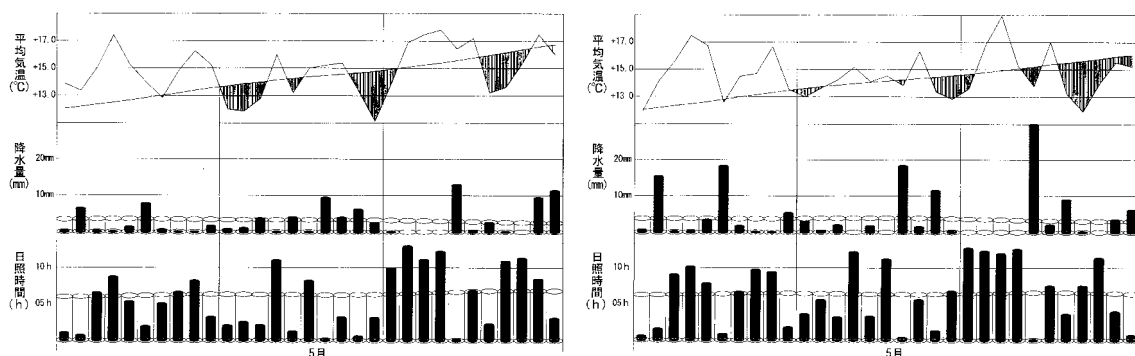 平均気温
(℃)
+17.0
+15.0
+13.0
降水量
(mm)
20mm
10mm
日照時間
(h)
10h
05h
5月
平均気温
(℃)
+17.0
+15.0
+13.0
降水量
(mm)
20mm
10mm
日照時間
(h)
10h
05h
5月